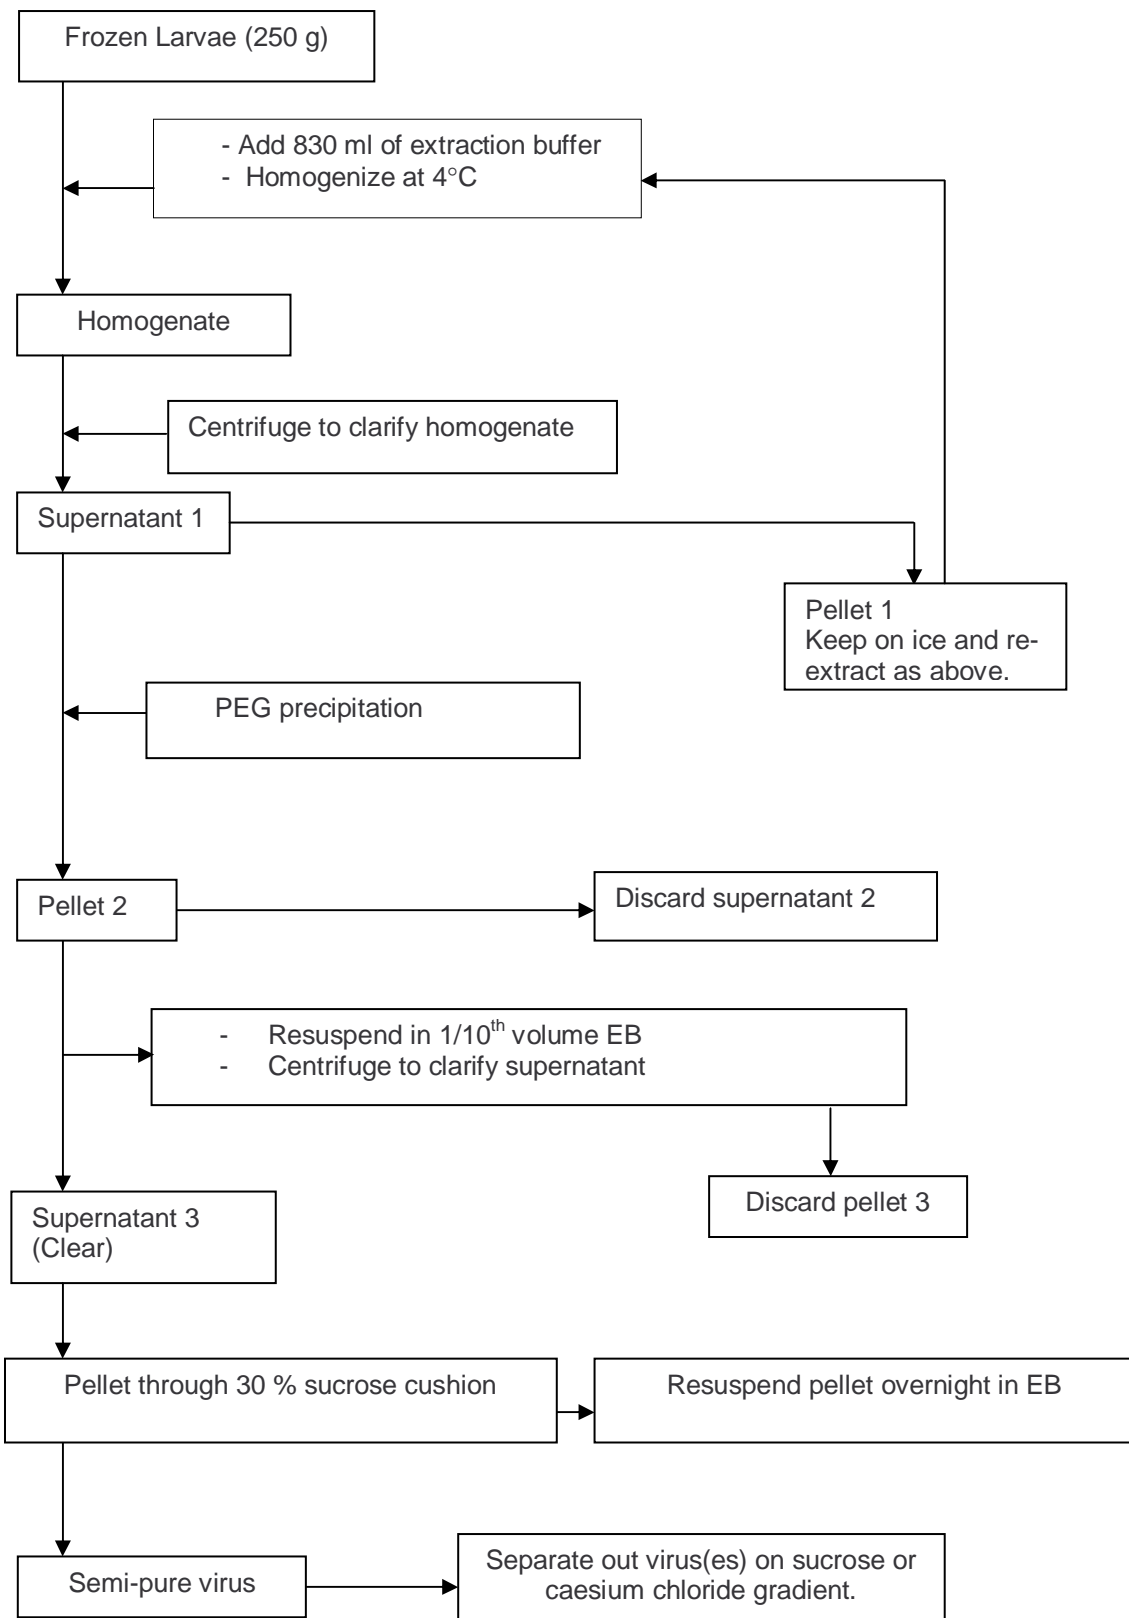 Frozen Larvae (250 g)
- Add 830 ml of extraction buffer
- Homogenize at 4°C
Homogenate
Centrifuge to clarify homogenate
Supernatant 1
Pellet 1
Keep on ice and re-
extract as above.
PEG precipitation
Pellet 2
Discard supernatant 2
- Resuspend in 1/10th volume EB
- Centrifuge to clarify supernatant
Discard pellet 3
Supernatant 3
(Clear)
Pellet through 30 % sucrose cushion
Resuspend pellet overnight in EB
Semi-pure virus
Separate out virus(es) on sucrose or
caesium chloride gradient.